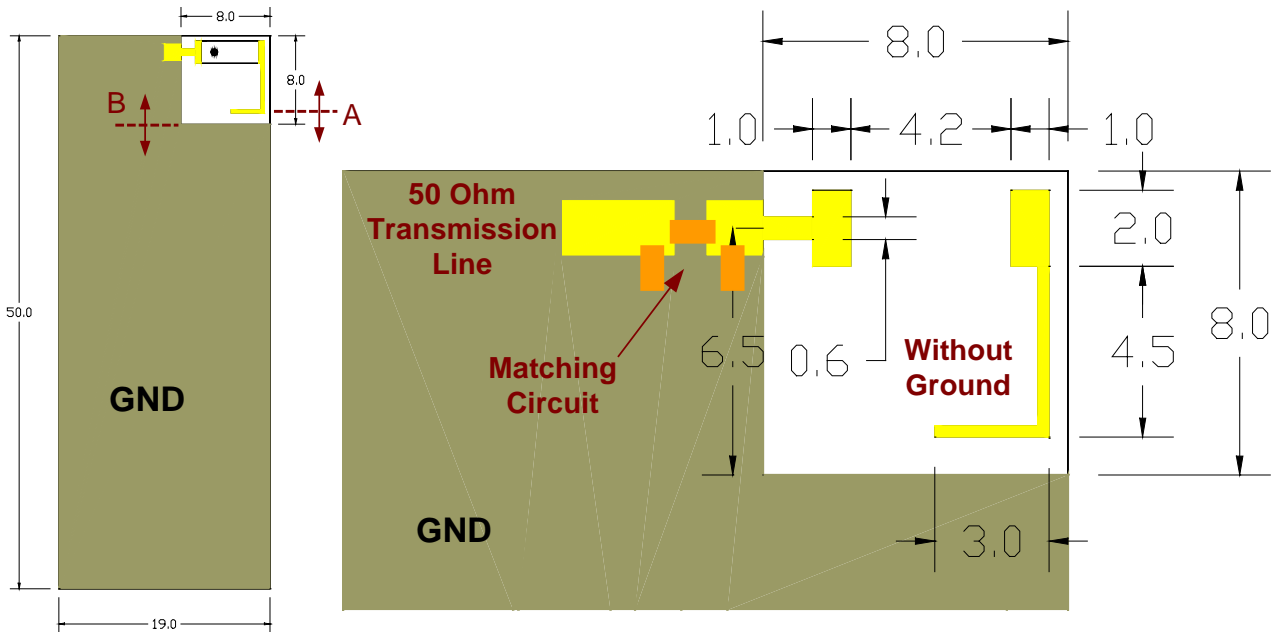 8.0
8.0
B
A
50.0
GND
19.0
8.0
1.0
4.2
1.0
50 Ohm
Transmission
Line
2.0
6.5
0.6
Without
Ground
4.5
8.0
Matching
Circuit
GND
3.0